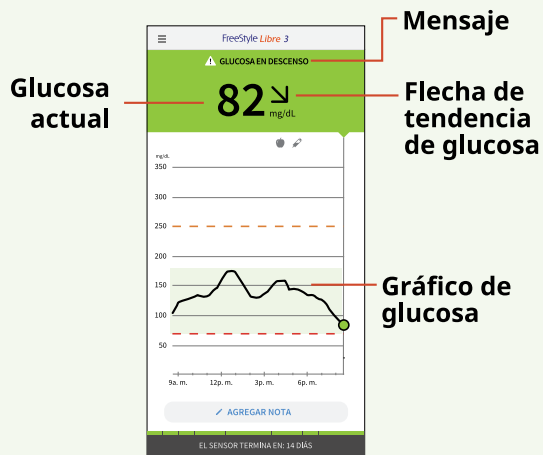 Mensaje
FreeStyle Libre 3
GLUCOSA EN DESCENSO
Glucosa
actual
82
mg/dL
Flecha de
tendencia
de glucosa
mg/dL
350
300
250
200
150
100
50
Gráfico de
glucosa
9a. m. 12p. m. 3p. m. 6p. m.
AGREGAR NOTA
EL SENSOR TERMINA EN: 14 DÍAS